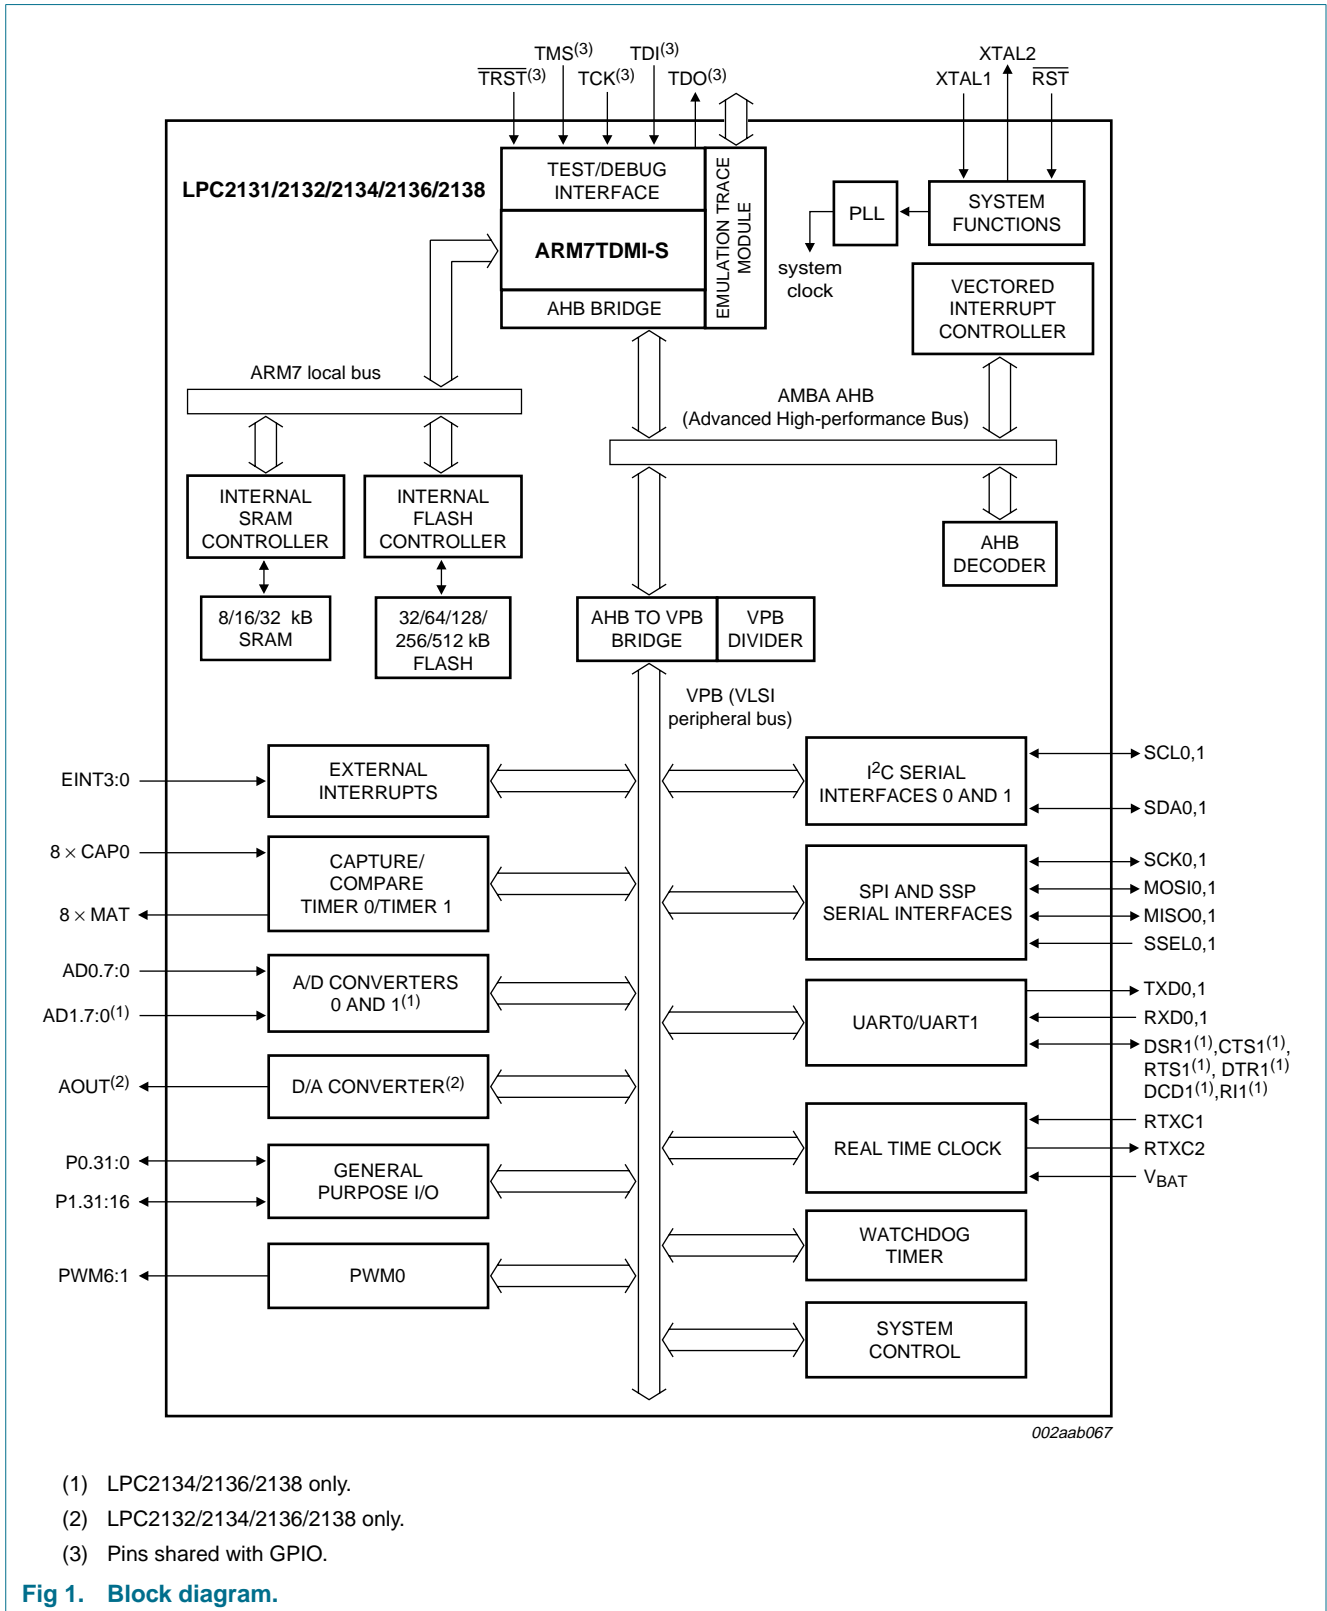 TMS(3)
TDI(3)
TRST(3)
TCK(3)
TDO(3)
XTAL2
XTAL1
RST
LPC2131/2132/2134/2136/2138
TEST/DEBUG
INTERFACE
ARM7TDMI-S
AHB BRIDGE
EMULATION TRACE
MODULE
PLL
SYSTEM
FUNCTIONS
system
clock
VECTORED
INTERRUPT
CONTROLLER
ARM7 local bus
AMBA AHB
(Advanced High-performance Bus)
INTERNAL
SRAM
CONTROLLER
INTERNAL
FLASH
CONTROLLER
AHB
DECODER
8/16/32 kB
SRAM
32/64/128/
256/512 kB
FLASH
AHB TO VPB
BRIDGE
VPB
DIVIDER
VPB (VLSI
peripheral bus)
EINT3:0
EXTERNAL
INTERRUPTS
8 × CAP0
8 × MAT
CAPTURE/
COMPARE
TIMER 0/TIMER 1
AD0.7:0
AD1.7:0(1)
A/D CONVERTERS
0 AND 1(1)
AOUT(2)
D/A CONVERTER(2)
P0.31:0
P1.31:16
GENERAL
PURPOSE I/O
PWM6:1
PWM0
I2C SERIAL
INTERFACES 0 AND 1
SCL0,1
SDA0,1
SPI AND SSP
SERIAL INTERFACES
SCK0,1
MOSI0,1
MISO0,1
SSEL0,1
UART0/UART1
TXD0,1
RXD0,1
DSR1(1),CTS1(1),
RTS1(1), DTR1(1)
DCD1(1),RI1(1)
REAL TIME CLOCK
RTXC1
RTXC2
VBAT
WATCHDOG
TIMER
SYSTEM
CONTROL
002aab067
(1) LPC2134/2136/2138 only.
(2) LPC2132/2134/2136/2138 only.
(3) Pins shared with GPIO.
Fig 1. Block diagram.